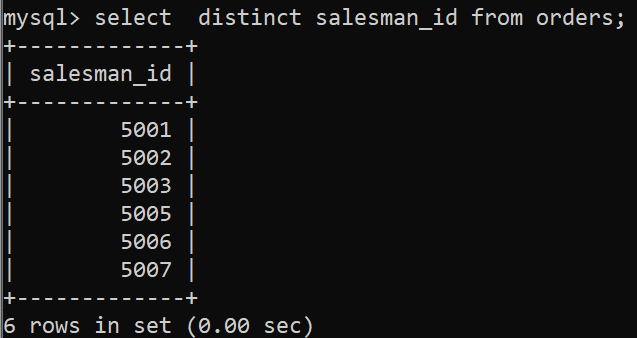 mysql> select  distinct salesman_id from orders;
+-------------+
| salesman_id |
+-------------+
|        5001 |
|        5002 |
|        5003 |
|        5005 |
|        5006 |
|        5007 |
+-------------+
6 rows in set (0.00 sec)